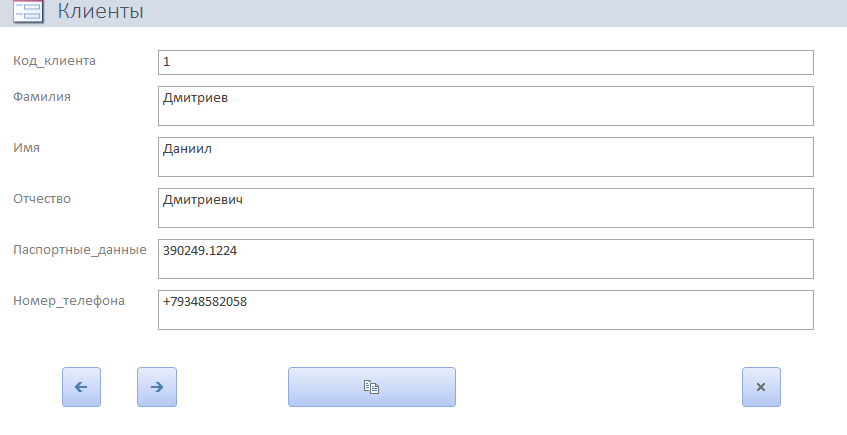 Клиенты
Код_клиента 1
Фамилия Дмитриев
Имя Даниил
Отчество Дмитриевич
Паспортные_данные 390249.1224
Номер_телефона +79348582058